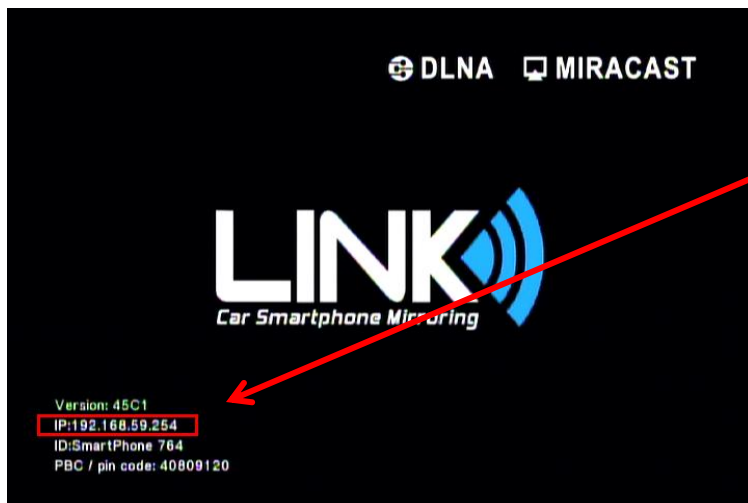 DLNA MIRACAST
LINK
Car Smartphone Mirroring
Version: 45C1
IP:192.168.59.254
ID:SmartPhone 764
PBC / pin code: 40809120